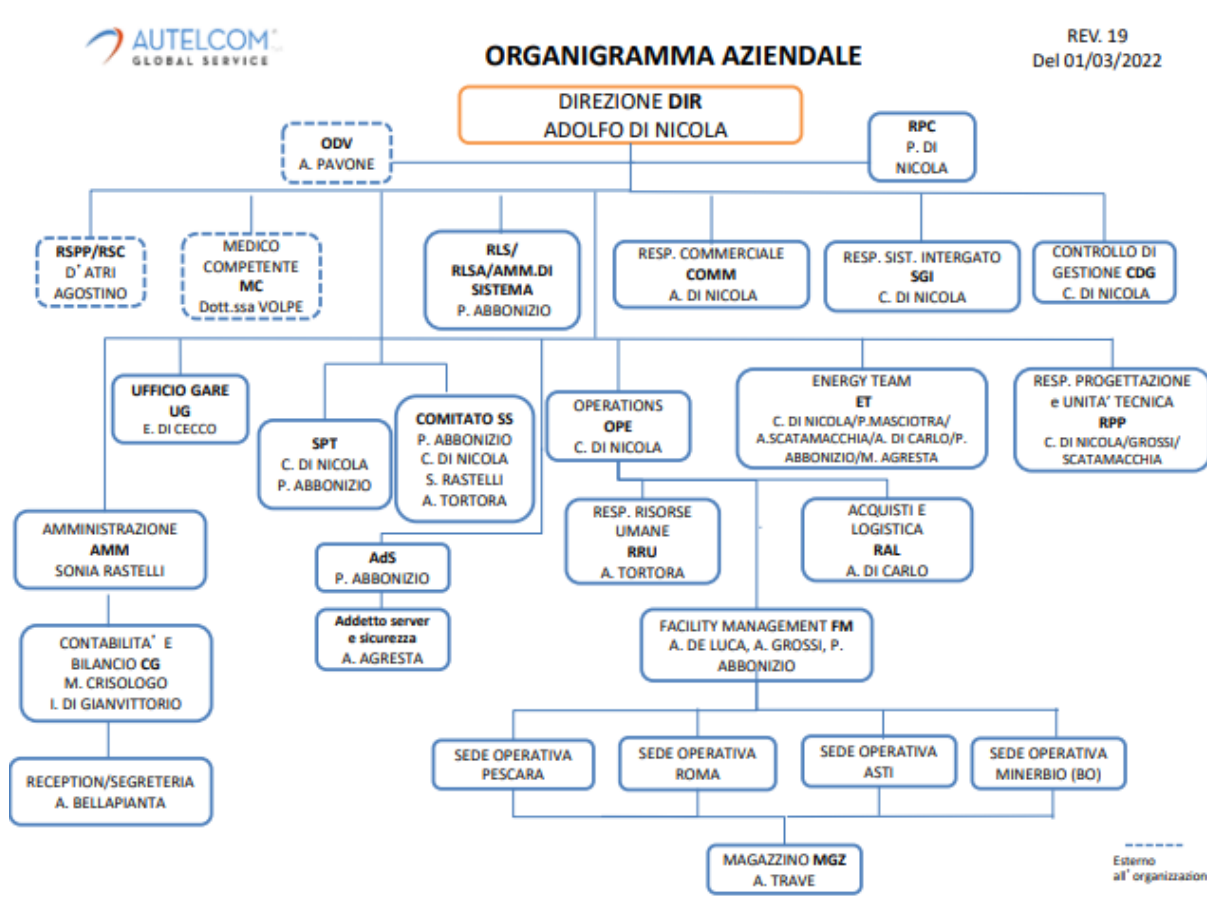 AUTELCOM
GLOBAL SERVICE
ORGANIGRAMMA AZIENDALE
REV. 19
Del 01/03/2022
DIREZIONE DIR
ADOLFO DI NICOLA
ODV
A. PAVONE
RPC
P. DI
NICOLA
RSPP/RSC
D' ATRI
AGOSTINO
MEDICO
COMPETENTE
MC
Dott.ssa VOLPE
RLS/
RLSA/AMM.DI
SISTEMA
P. ABBONIZIO
RESP. COMMERCIALE
COMM
A. DI NICOLA
RESP. SIST. INTERGATO
SGI
C. DI NICOLA
CONTROLLO DI
GESTIONE CDG
C. DI NICOLA
UFFICIO GARE
UG
E. DI CECCO
SPT
C. DI NICOLA
P. ABBONIZIO
COMITATO SS
P. ABBONIZIO
C. DI NICOLA
S. RASTELLI
A. TORTORA
OPERATIONS
OPE
C. DI NICOLA
ENERGY TEAM
ET
C. DI NICOLA/P.MASCIOTRA/
A.SCATAMACCHIA/A. DI CARLO/P.
ABBONIZIO/M. AGRESTA
RESP. PROGETTAZIONE
e UNITA' TECNICA
RPP
C. DI NICOLA/GROSSI/
SCATAMACCHIA
AMMINISTRAZIONE
AMM
SONIA RASTELLI
AdS
P. ABBONIZIO
RESP. RISORSE
UMANE
RRU
A. TORTORA
ACQUISTI E
LOGISTICA
RAL
A. DI CARLO
CONTABILITA' E
BILANCIO CG
M. CRISOLOGO
I. DI GIANVITTORIO
Addetto server
e sicurezza
A. AGRESTA
FACILITY MANAGEMENT FM
A. DE LUCA, A. GROSSI, P.
ABBONIZIO
RECEPTION/SEGRETERIA
A. BELLAPIANTA
SEDE OPERATIVA
PESCARA
SEDE OPERATIVA
ROMA
SEDE OPERATIVA
ASTI
SEDE OPERATIVA
MINERBIO (BO)
MAGAZZINO MGZ
A. TRAVE
Esterno
all' organizzazion